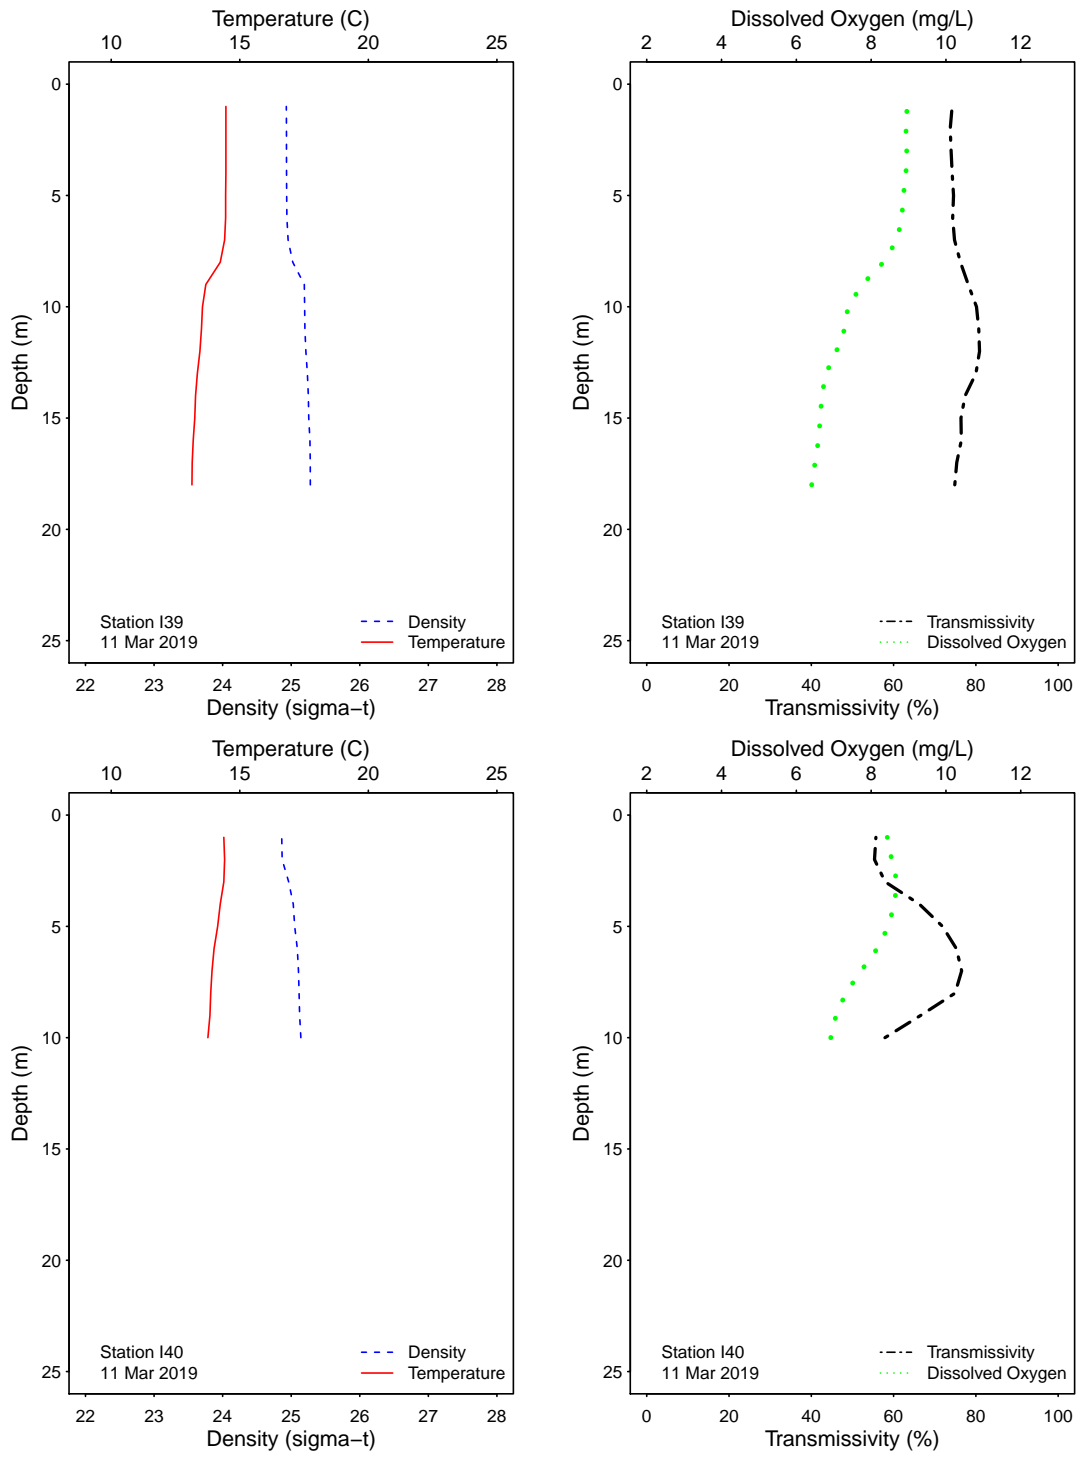 Temperature (C)
10 15 20 25
0
5
10
15
20
25
Depth (m)
Station I39
11 Mar 2019
Density
Temperature
22 23 24 25 26 27 28
Density (sigma−t)
Dissolved Oxygen (mg/L)
2 4 6 8 10 12
0
5
10
15
20
25
Depth (m)
Station I39
11 Mar 2019
Transmissivity
Dissolved Oxygen
0 20 40 60 80 100
Transmissivity (%)
Temperature (C)
10 15 20 25
0
5
10
15
20
25
Depth (m)
Station I40
11 Mar 2019
Density
Temperature
22 23 24 25 26 27 28
Density (sigma−t)
Dissolved Oxygen (mg/L)
2 4 6 8 10 12
0
5
10
15
20
25
Depth (m)
Station I40
11 Mar 2019
Transmissivity
Dissolved Oxygen
0 20 40 60 80 100
Transmissivity (%)